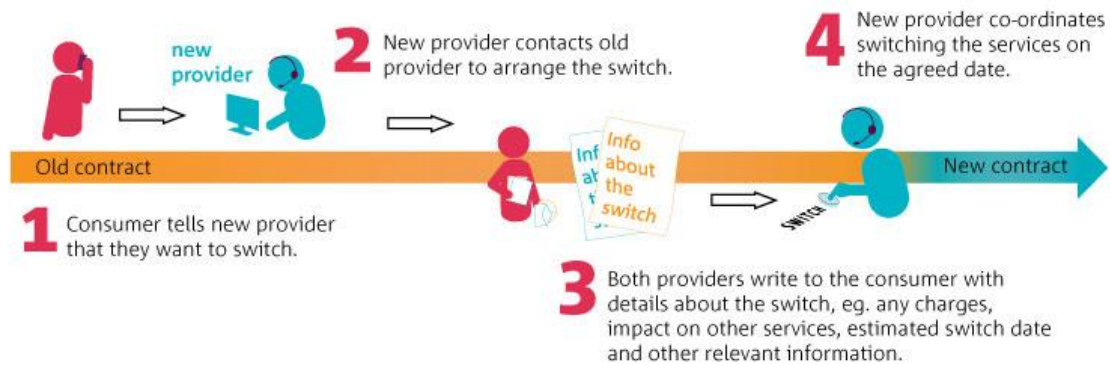 new
provider
2
New provider contacts old
provider to arrange the switch.
4
New provider co-ordinates
switching the services on
the agreed date.
Info
about
the
switch
Old contract
New contract
SWITCH
1
Consumer tells new provider
that they want to switch.
3
Both providers write to the consumer with
details about the switch, eg. any charges,
impact on other services, estimated switch date
and other relevant information.